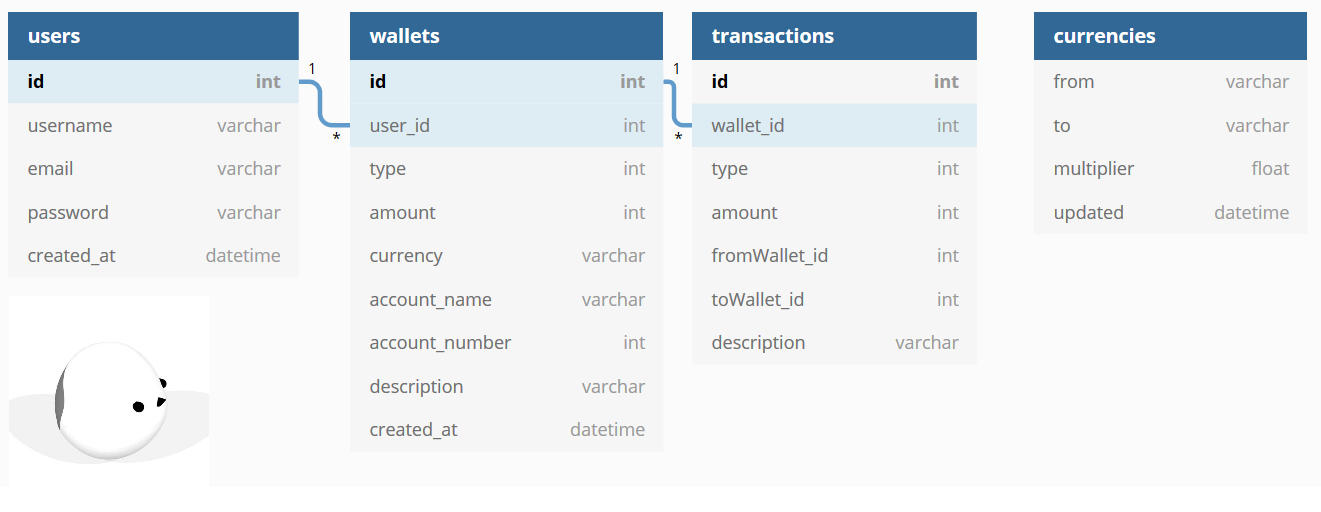 users
id int
username varchar
email varchar
password varchar
created_at datetime
1
*
wallets
id int
user_id int
type int
amount int
currency varchar
account_name varchar
account_number int
description varchar
created_at datetime
1
*
transactions
id int
wallet_id int
type int
amount int
fromWallet_id int
toWallet_id int
description varchar
currencies
from varchar
to varchar
multiplier float
updated datetime